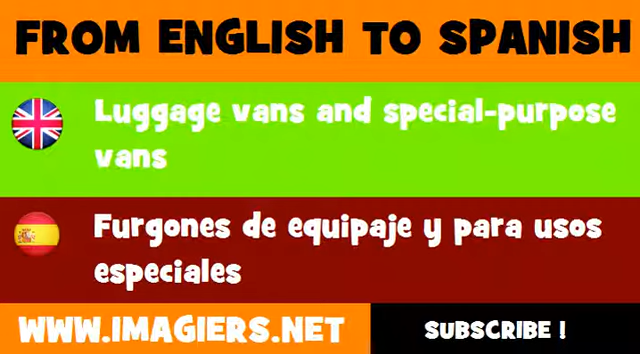 FROM ENGLISH TO SPANISH
Luggage vans and special-purpose
vans
Furgones de equipaje y para usos
especiales
WWW.IMAGIERS.NET
SUBSCRIBE !